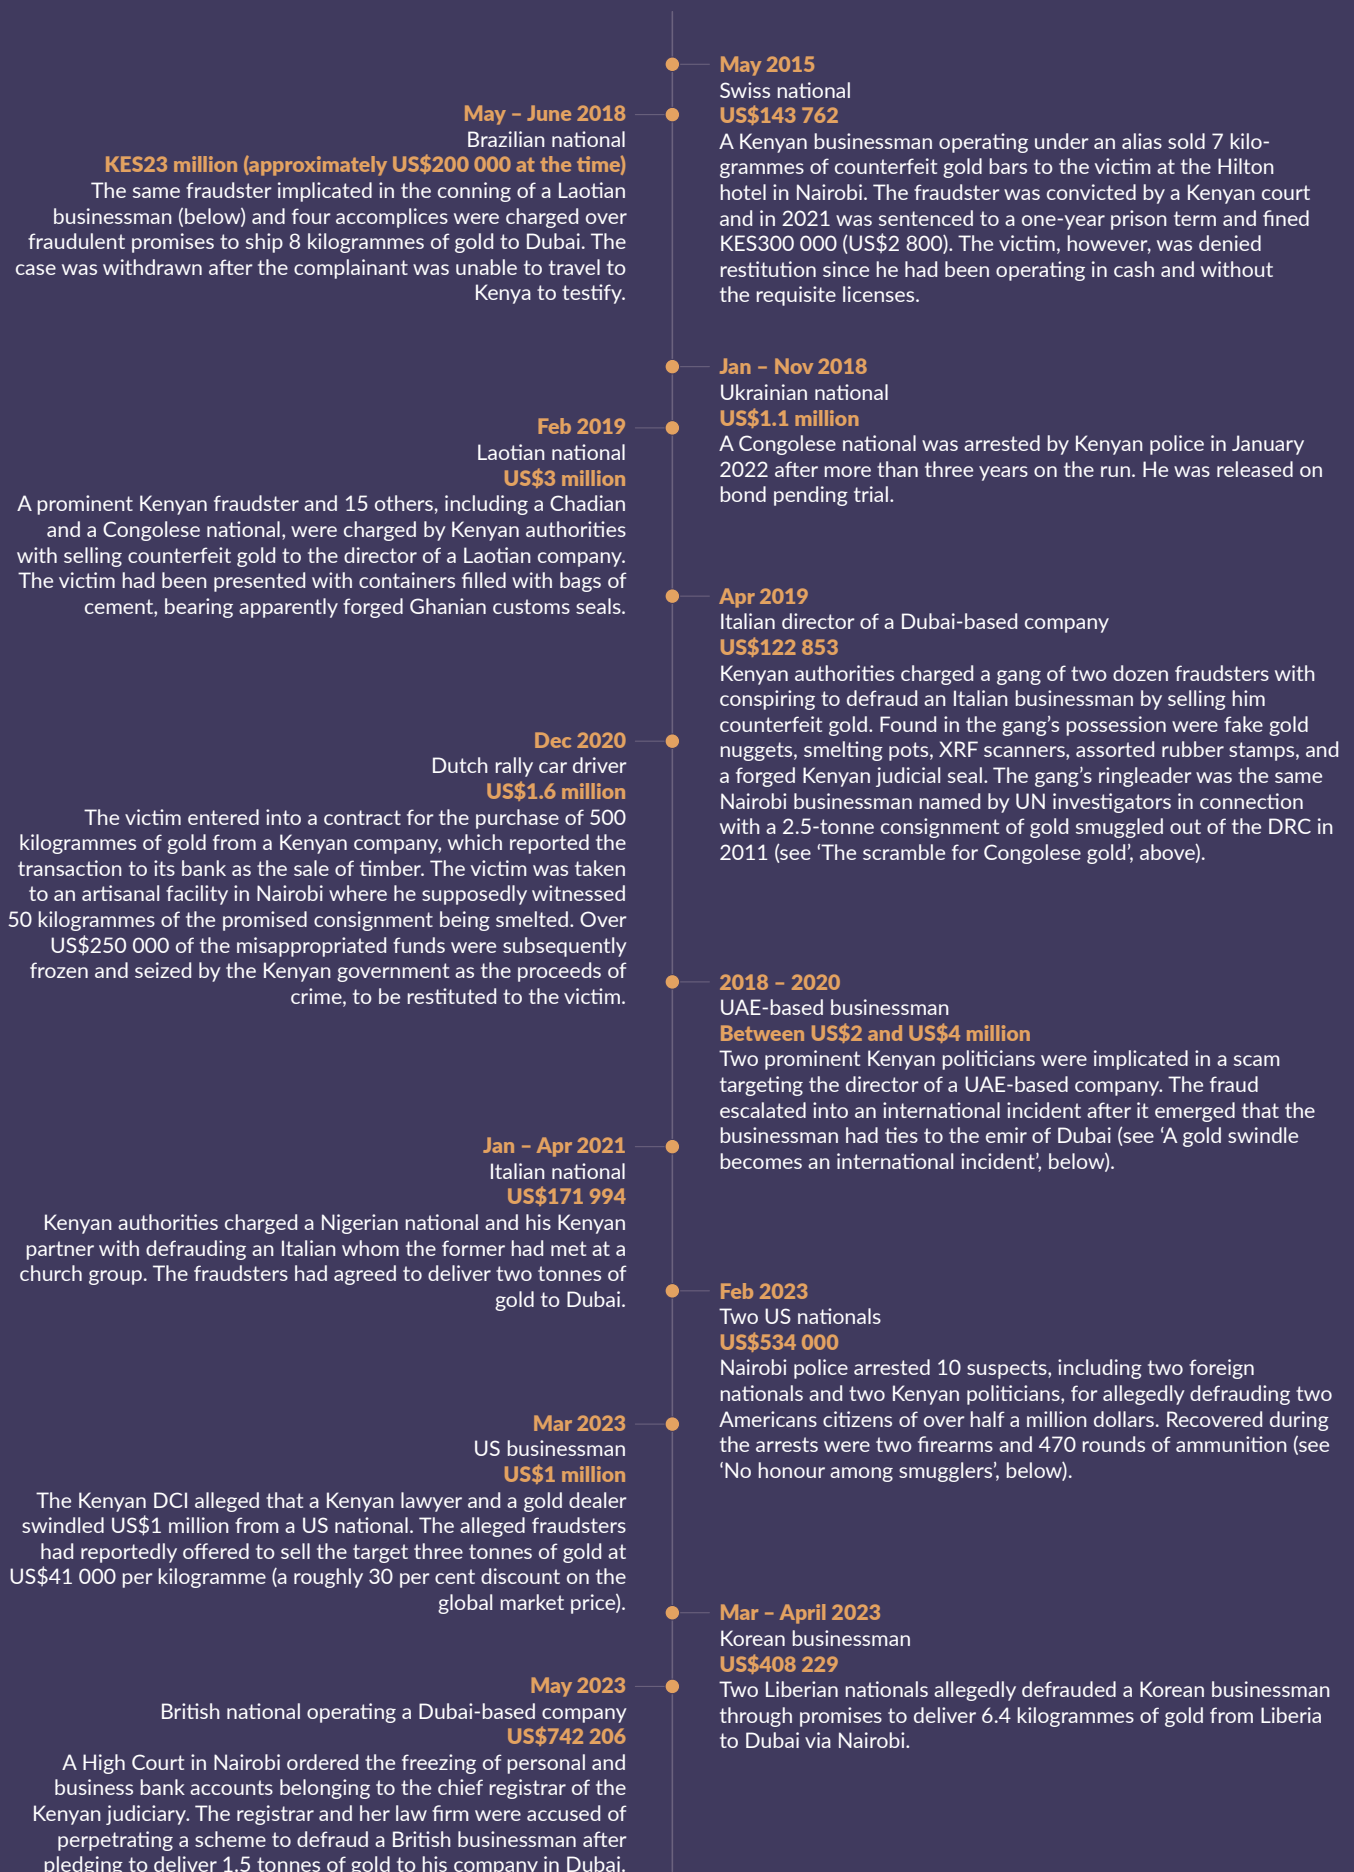 May 2015
Swiss national
US$143 762
A Kenyan businessman operating under an alias sold 7 kilo-
grammes of counterfeit gold bars to the victim at the Hilton
hotel in Nairobi. The fraudster was convicted by a Kenyan court
and in 2021 was sentenced to a one-year prison term and fined
KES300 000 (US$2 800). The victim, however, was denied
restitution since he had been operating in cash and without
the requisite licenses.
May – June 2018
Brazilian national
KES23 million (approximately US$200 000 at the time)
The same fraudster implicated in the conning of a Laotian
businessman (below) and four accomplices were charged over
fraudulent promises to ship 8 kilogrammes of gold to Dubai. The
case was withdrawn after the complainant was unable to travel to
Kenya to testify.
Jan – Nov 2018
Ukrainian national
US$1.1 million
A Congolese national was arrested by Kenyan police in January
2022 after more than three years on the run. He was released on
bond pending trial.
Feb 2019
Laotian national
US$3 million
A prominent Kenyan fraudster and 15 others, including a Chadian
and a Congolese national, were charged by Kenyan authorities
with selling counterfeit gold to the director of a Laotian company.
The victim had been presented with containers filled with bags of
cement, bearing apparently forged Ghanian customs seals.
Apr 2019
Italian director of a Dubai-based company
US$122 853
Kenyan authorities charged a gang of two dozen fraudsters with
conspiring to defraud an Italian businessman by selling him
counterfeit gold. Found in the gang’s possession were fake gold
nuggets, smelting pots, XRF scanners, assorted rubber stamps, and
a forged Kenyan judicial seal. The gang’s ringleader was the same
Nairobi businessman named by UN investigators in connection
with a 2.5-tonne consignment of gold smuggled out of the DRC in
2011 (see ‘The scramble for Congolese gold’, above).
Dec 2020
Dutch rally car driver
US$1.6 million
The victim entered into a contract for the purchase of 500
kilogrammes of gold from a Kenyan company, which reported the
transaction to its bank as the sale of timber. The victim was taken
to an artisanal facility in Nairobi where he supposedly witnessed
50 kilogrammes of the promised consignment being smelted. Over
US$250 000 of the misappropriated funds were subsequently
frozen and seized by the Kenyan government as the proceeds of
crime, to be restituted to the victim.
2018 – 2020
UAE-based businessman
Between US$2 and US$4 million
Two prominent Kenyan politicians were implicated in a scam
targeting the director of a UAE-based company. The fraud
escalated into an international incident after it emerged that the
businessman had ties to the emir of Dubai (see ‘A gold swindle
becomes an international incident’, below).
Jan – Apr 2021
Italian national
US$171 994
Kenyan authorities charged a Nigerian national and his Kenyan
partner with defrauding an Italian whom the former had met at a
church group. The fraudsters had agreed to deliver two tonnes of
gold to Dubai.
Feb 2023
Two US nationals
US$534 000
Nairobi police arrested 10 suspects, including two foreign
nationals and two Kenyan politicians, for allegedly defrauding two
Americans citizens of over half a million dollars. Recovered during
the arrests were two firearms and 470 rounds of ammunition (see
‘No honour among smugglers’, below).
Mar 2023
US businessman
US$1 million
The Kenyan DCI alleged that a Kenyan lawyer and a gold dealer
swindled US$1 million from a US national. The alleged fraudsters
had reportedly offered to sell the target three tonnes of gold at
US$41 000 per kilogramme (a roughly 30 per cent discount on the
global market price).
Mar – April 2023
Korean businessman
US$408 229
Two Liberian nationals allegedly defrauded a Korean businessman
through promises to deliver 6.4 kilogrammes of gold from Liberia
to Dubai via Nairobi.
May 2023
British national operating a Dubai-based company
US$742 206
A High Court in Nairobi ordered the freezing of personal and
business bank accounts belonging to the chief registrar of the
Kenyan judiciary. The registrar and her law firm were accused of
perpetrating a scheme to defraud a British businessman after
pledging to deliver 1.5 tonnes of gold to his company in Dubai.